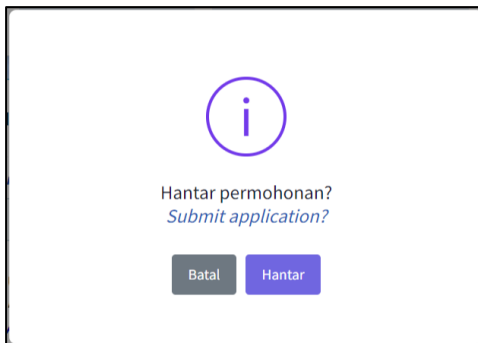 i
Hantar permohonan?
Submit application?
Batal Hantar